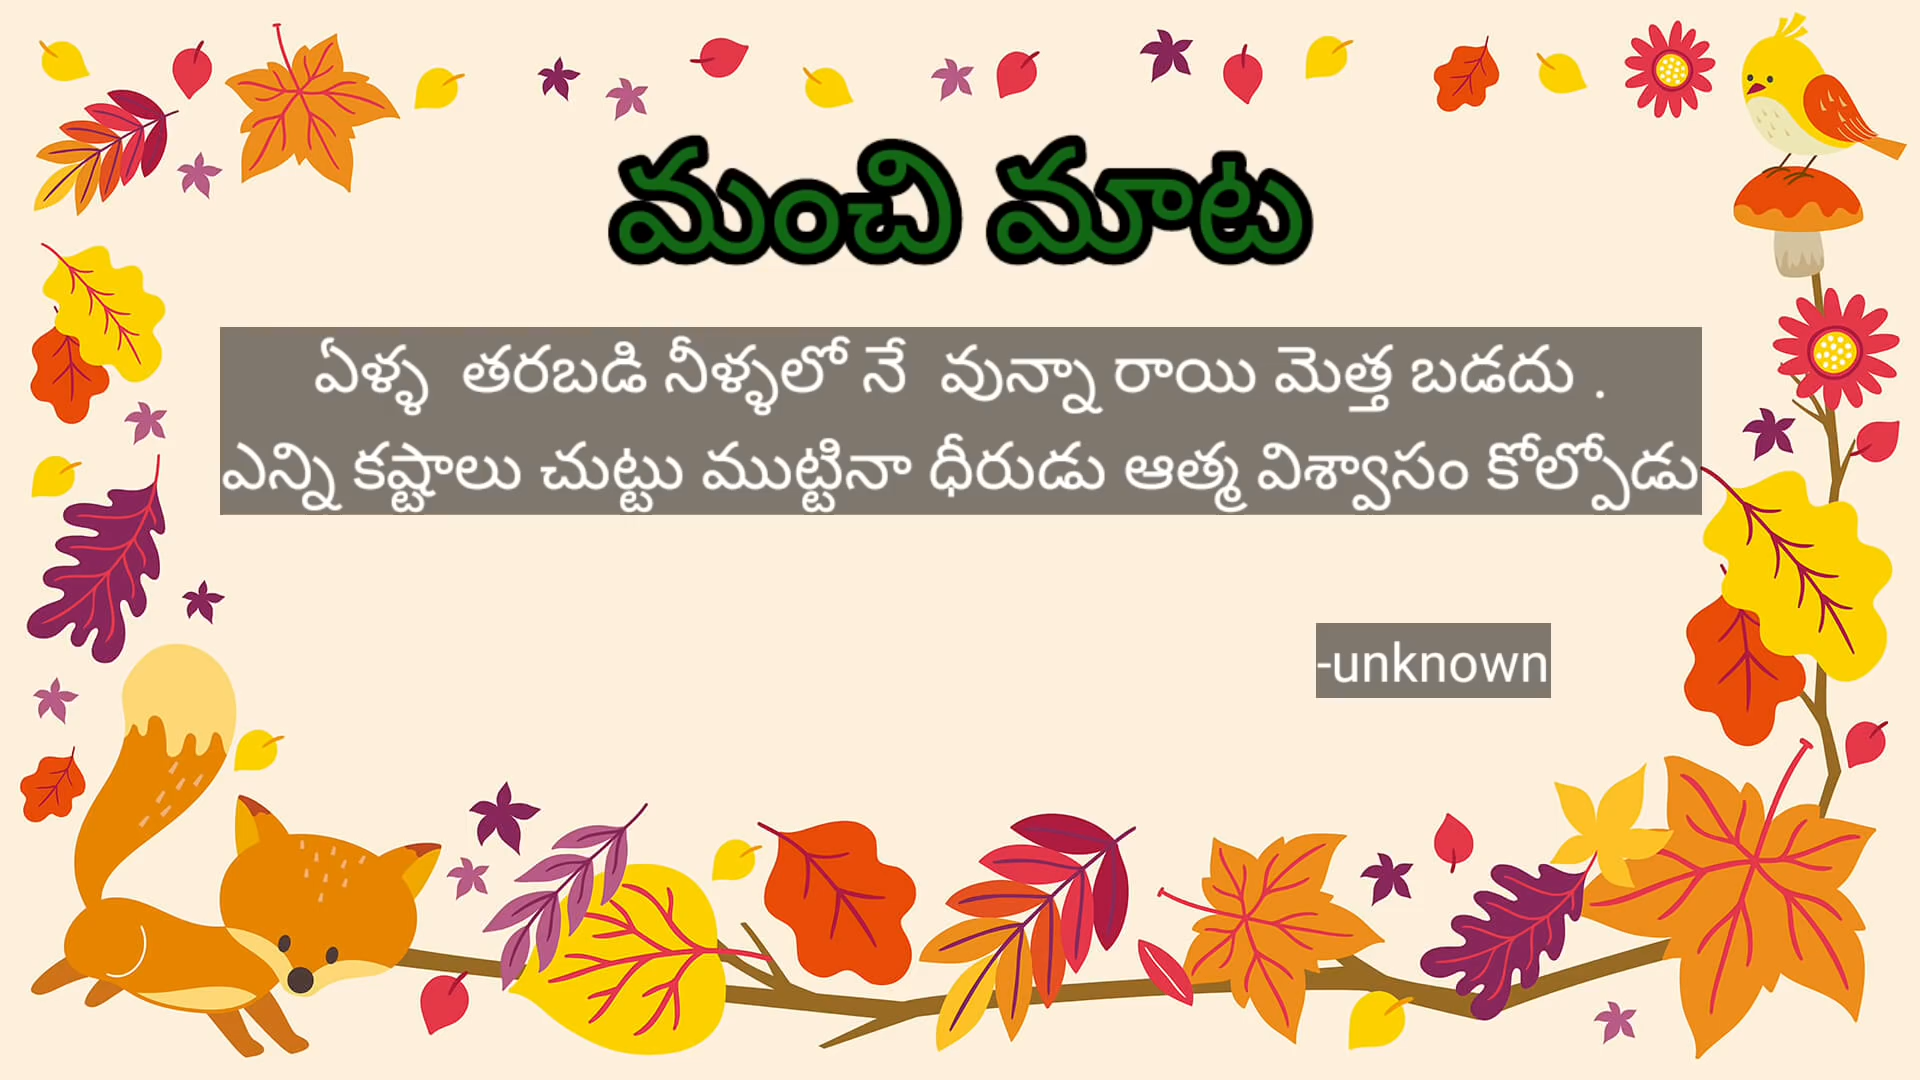 మంచి మాట
ఏళ్ళ తరబడి నీళ్ళలో నే వున్నా రాయి మెత్త బడదు .
ఎన్ని కష్టాలు చుట్టు ముట్టినా ధీరుడు ఆత్మ విశ్వాసం కోల్పోడు
-unknown